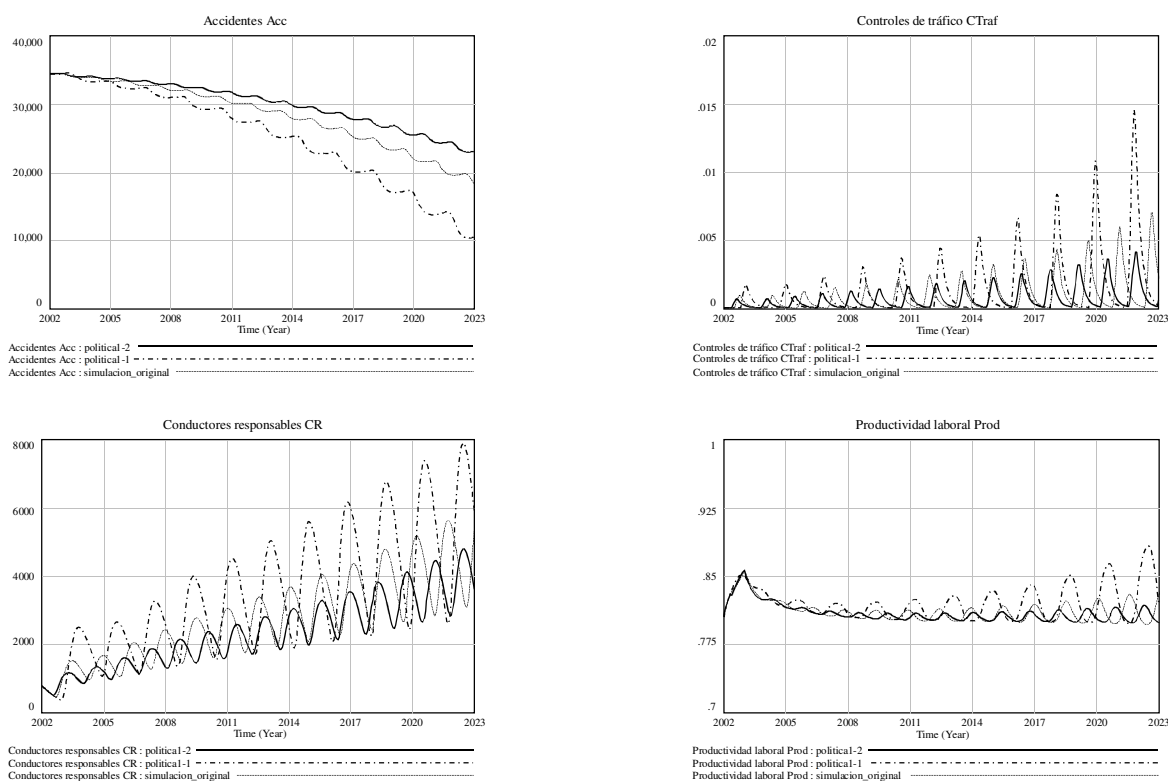 Accidentes Acc
40,000
30,000
20,000
10,000
0
2002 2005 2008 2011 2014 2017 2020 2023
Time (Year)
Accidentes Acc : political-2
Accidentes Acc : political-1
Accidentes Acc : simulacion_original
Controles de tráfico CTraf
.02
.015
.01
.005
0
2002 2005 2008 2011 2014 2017 2020 2023
Time (Year)
Controles de tráfico CTraf : political-2
Controles de tráfico CTraf : political-1
Controles de tráfico CTraf : simulacion_original
Conductores responsables CR
8000
6000
4000
2000
0
2002 2005 2008 2011 2014 2017 2020 2023
Time (Year)
Conductores responsables CR : political-2
Conductores responsables CR : political-1
Conductores responsables CR : simulacion_original
Productividad laboral Prod
1
.925
.85
.775
.7
2002 2005 2008 2011 2014 2017 2020 2023
Time (Year)
Productividad laboral Prod : political-2
Productividad laboral Prod : political-1
Productividad laboral Prod : simulacion_original